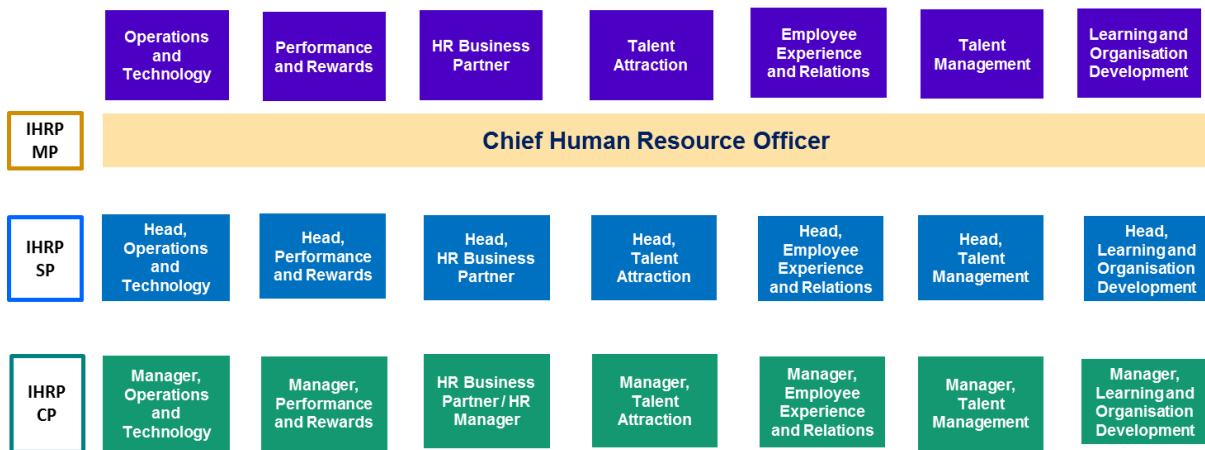 Operations
and
Technology
Performance
and Rewards
HR Business
Partner
Talent
Attraction
Employee
Experience
and Relations
Talent
Management
Learning and
Organisation
Development
IHRP
MP
Chief Human Resource Officer
IHRP
SP
Head,
Operations
and
Technology
Head,
Performance
and Rewards
Head,
HR Business
Partner
Head,
Talent
Attraction
Head,
Employee
Experience
and Relations
Head,
Talent
Management
Head,
Learning and
Organisation
Development
IHRP
CP
Manager,
Operations
and
Technology
Manager,
Performance
and Rewards
HR Business
Partner / HR
Manager
Manager,
Talent
Attraction
Manager,
Employee
Experience
and Relations
Manager,
Talent
Management
Manager,
Learning and
Organisation
Development